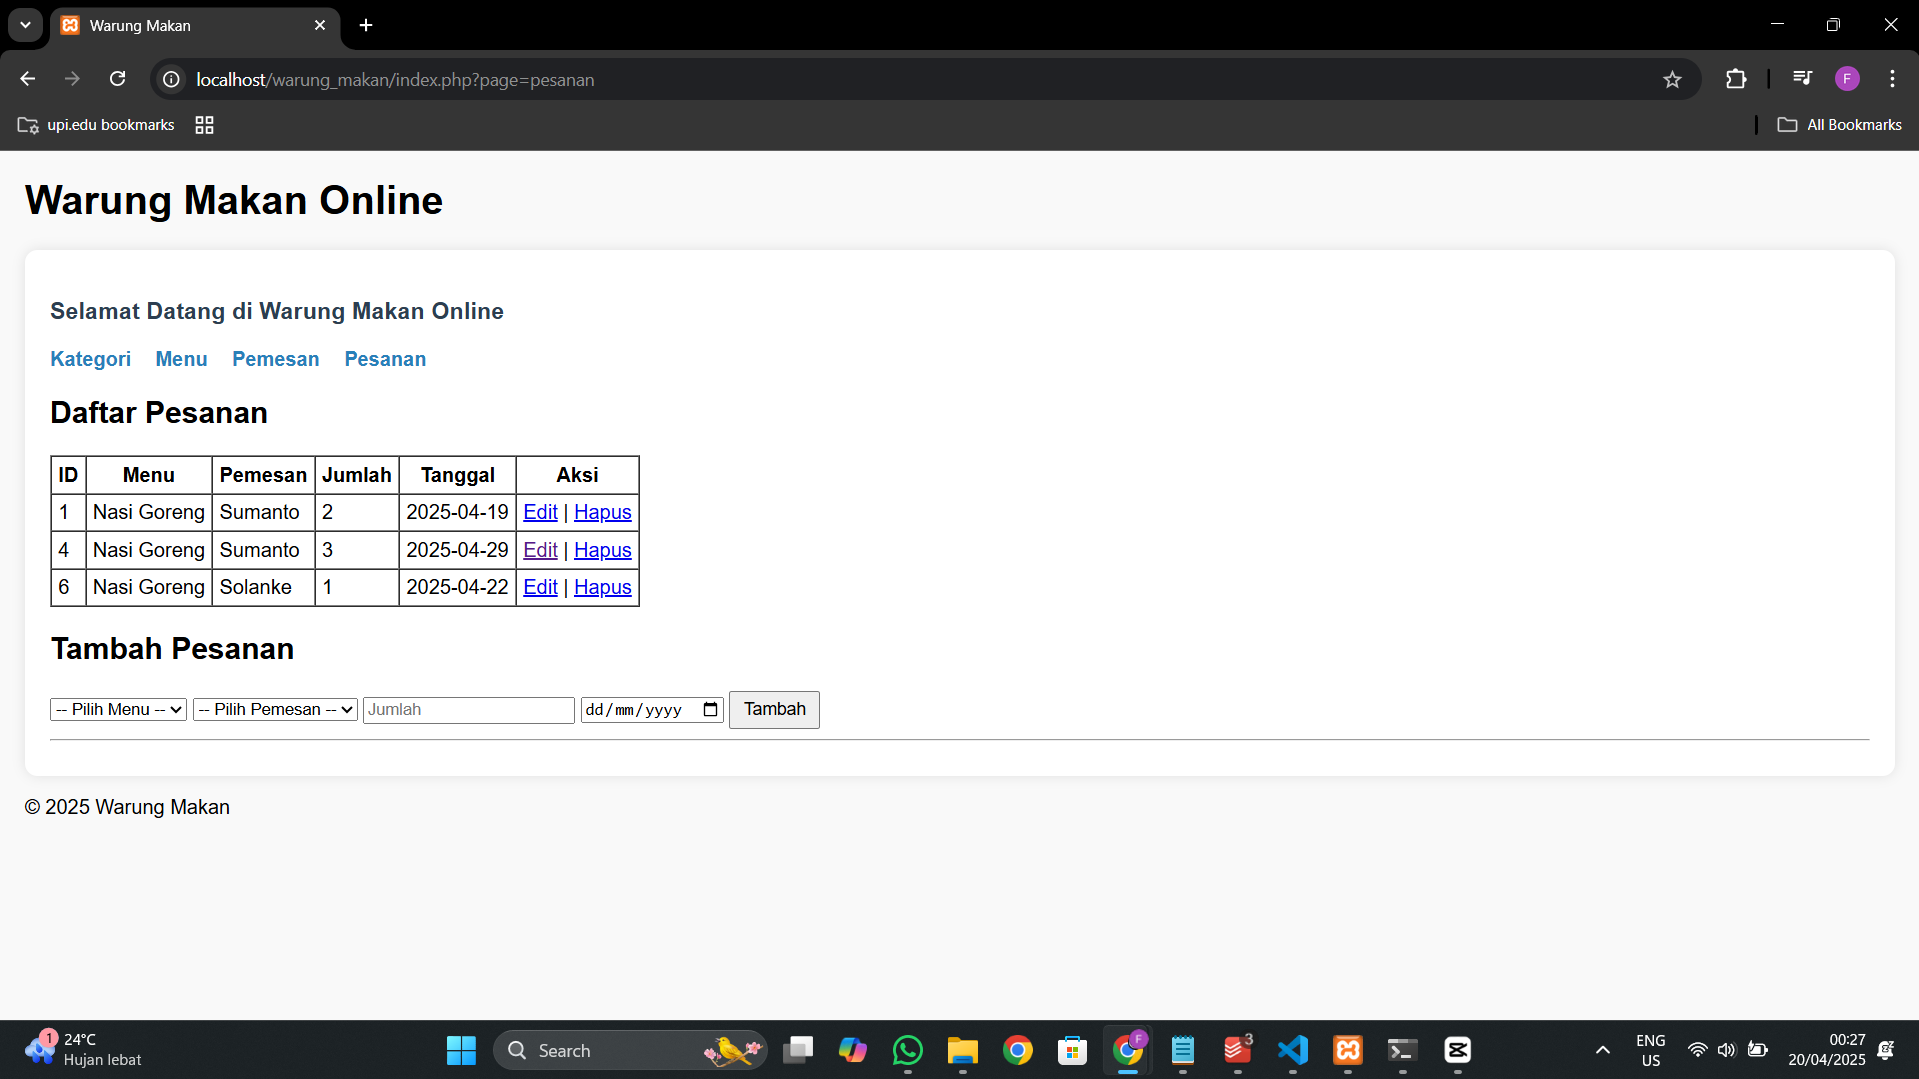 Warung Makan
localhost/warung_makan/index.php?page=pesanan
F
upi.edu bookmarks
All Bookmarks
Warung Makan Online
Selamat Datang di Warung Makan Online
Kategori Menu Pemesan Pesanan
Daftar Pesanan
ID Menu Pemesan Jumlah Tanggal Aksi
1 Nasi Goreng Sumanto 2 2025-04-19 Edit | Hapus
4 Nasi Goreng Sumanto 3 2025-04-29 Edit | Hapus
6 Nasi Goreng Solanke 1 2025-04-22 Edit | Hapus
Tambah Pesanan
-- Pilih Menu -- -- Pilih Pemesan -- Jumlah dd/mm/yyyy Tambah
© 2025 Warung Makan
1 24°C
Hujan lebat
Search
F
3
ENG
US
00:27
20/04/2025